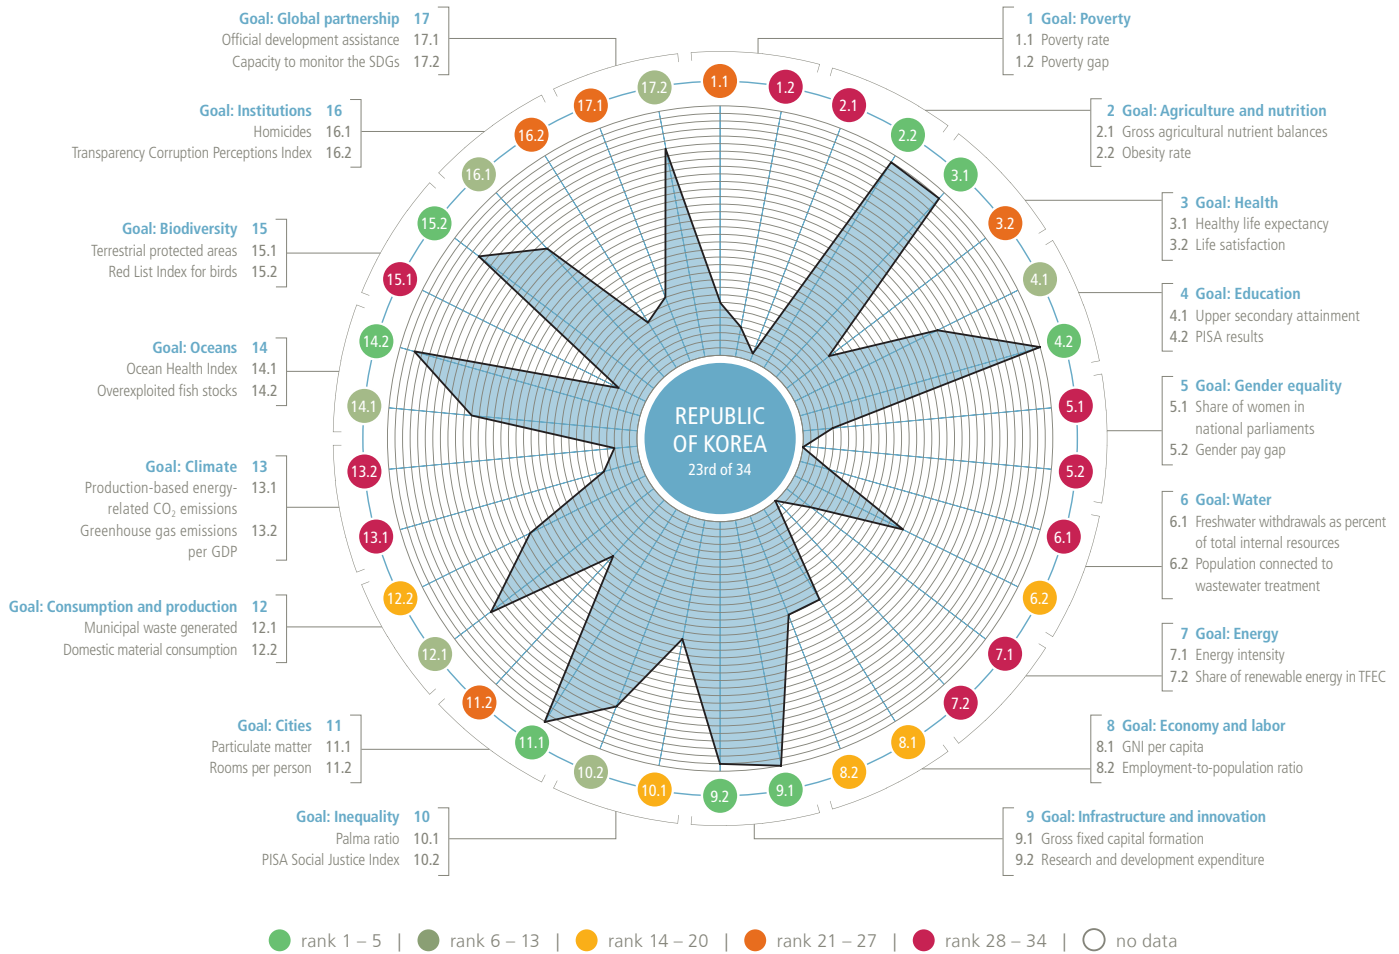 Goal: Global partnership 17
Official development assistance 17.1
Capacity to monitor the SDGs 17.2
1 Goal: Poverty
1.1 Poverty rate
1.2 Poverty gap
Goal: Institutions 16
Homicides 16.1
Transparency Corruption Perceptions Index 16.2
2 Goal: Agriculture and nutrition
2.1 Gross agricultural nutrient balances
2.2 Obesity rate
Goal: Biodiversity 15
Terrestrial protected areas 15.1
Red List Index for birds 15.2
3 Goal: Health
3.1 Healthy life expectancy
3.2 Life satisfaction
Goal: Oceans 14
Ocean Health Index 14.1
Overexploited fish stocks 14.2
4 Goal: Education
4.1 Upper secondary attainment
4.2 PISA results
Goal: Climate 13
Production-based energy- 13.1
related CO₂ emissions
Greenhouse gas emissions 13.2
per GDP
5 Goal: Gender equality
5.1 Share of women in
national parliaments
5.2 Gender pay gap
Goal: Consumption and production 12
Municipal waste generated 12.1
Domestic material consumption 12.2
6 Goal: Water
6.1 Freshwater withdrawals as percent
of total internal resources
6.2 Population connected to
wastewater treatment
Goal: Cities 11
Particulate matter 11.1
Rooms per person 11.2
7 Goal: Energy
7.1 Energy intensity
7.2 Share of renewable energy in TFEC
Goal: Inequality 10
Palma ratio 10.1
PISA Social Justice Index 10.2
8 Goal: Economy and labor
8.1 GNI per capita
8.2 Employment-to-population ratio
9 Goal: Infrastructure and innovation
9.1 Gross fixed capital formation
9.2 Research and development expenditure
1.1
1.2
2.1
2.2
3.1
3.2
4.1
4.2
5.1
5.2
6.1
6.2
7.1
7.2
8.1
8.2
9.1
9.2
10.1
10.2
11.1
11.2
12.1
12.2
13.1
13.2
14.1
14.2
15.1
15.2
16.1
16.2
17.1
17.2
REPUBLIC
OF KOREA
23rd of 34
rank 1 – 5 | rank 6 – 13 | rank 14 – 20 | rank 21 – 27 | rank 28 – 34 | no data